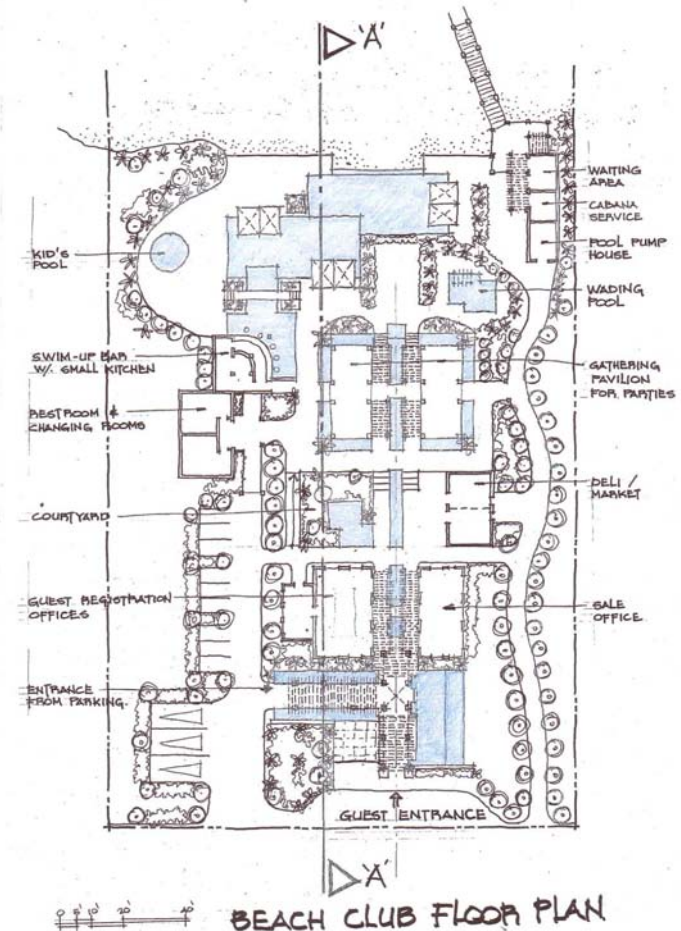 'A'
WAITING
AREA
CABANA
SERVICE
POOL PUMP
HOUSE
KID'S
POOL
WADING
POOL
SWIM-UP BAR
W/ SMALL KITCHEN
GATHERING
PAVILION
FOR PARTIES
RESTROOM &
CHANGING ROOMS
DELI /
MARKET
COURTYARD
GUEST REGISTRATION
OFFICES
SALE
OFFICE
ENTRANCE
FROM PARKING.
GUEST ENTRANCE
'A'
0 5' 10' 20' 40'
BEACH CLUB FLOOR PLAN